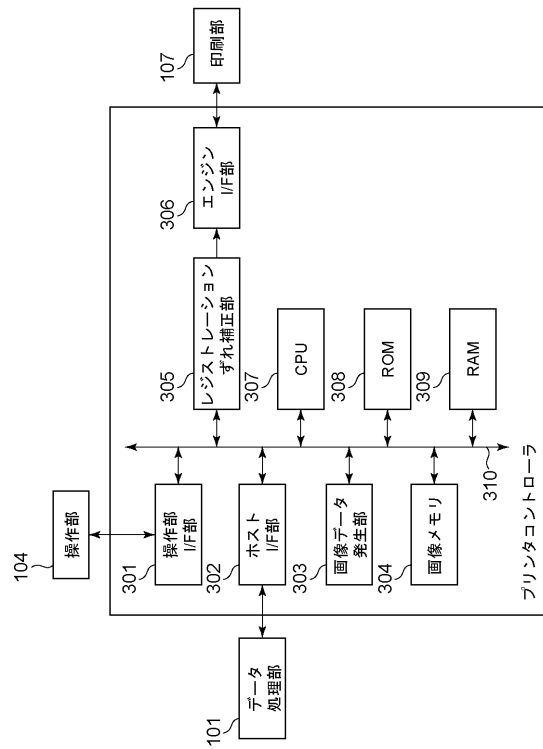 104
操作部
101
データ
処理部
107
印刷部
301
操作部
I/F部
302
ホスト
I/F部
303
画像データ
発生部
304
画像メモリ
305
レジストレーション
ずれ補正部
306
エンジン
I/F部
307
CPU
308
ROM
309
RAM
310
プリンタコントローラ